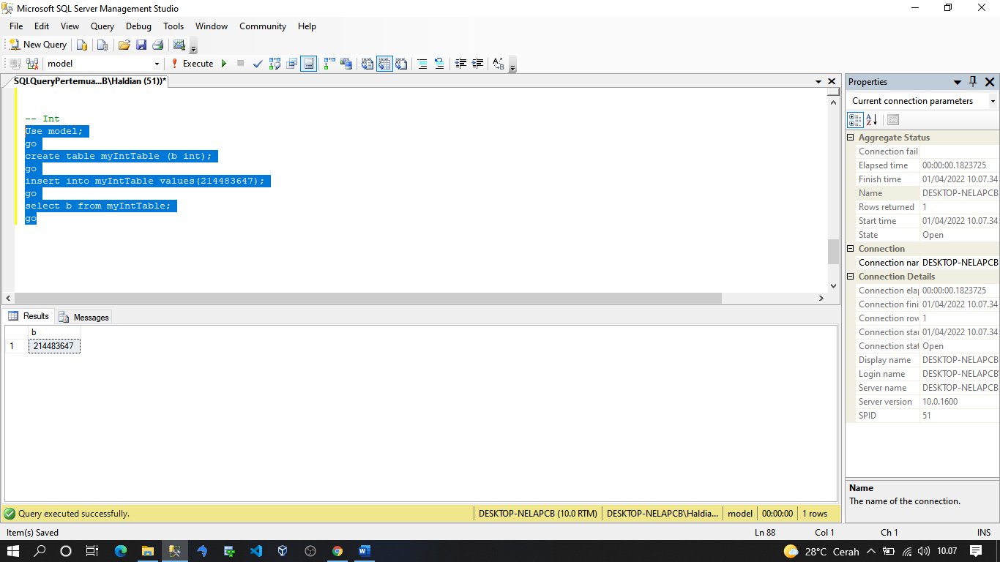 Microsoft SQL Server Management Studio
File Edit View Query Debug Tools Window Community Help
New Query
model Execute
SQLQueryPertemua...B\Haldian (51))*
-- Int
Use model;
go
create table myIntTable (b int);
go
insert into myIntTable values(214483647);
go
select b from myIntTable;
go
Results Messages
b
1 214483647
Query executed successfully. DESKTOP-NELAPCB (10.0 RTM) DESKTOP-NELAPCB\Haldia... model 00:00:00 1 rows
Properties
Current connection parameters
Aggregate Status
Connection fail
Elapsed time 00:00:00.1823725
Finish time 01/04/2022 10.07.34
Name DESKTOP-NELAPCB
Rows returned 1
Start time 01/04/2022 10.07.34
State Open
Connection
Connection nar DESKTOP-NELAPCB
Connection Details
Connection ela 00:00:00.1823725
Connection fini 01/04/2022 10.07.34
Connection row 1
Connection star 01/04/2022 10.07.34
Connection stat Open
Display name DESKTOP-NELAPCB
Login name DESKTOP-NELAPCB\
Server name DESKTOP-NELAPCB
Server version 10.0.1600
SPID 51
Name
The name of the connection.
Item(s) Saved Ln 88 Col 1 Ch 1 INS
28°C Cerah 10.07